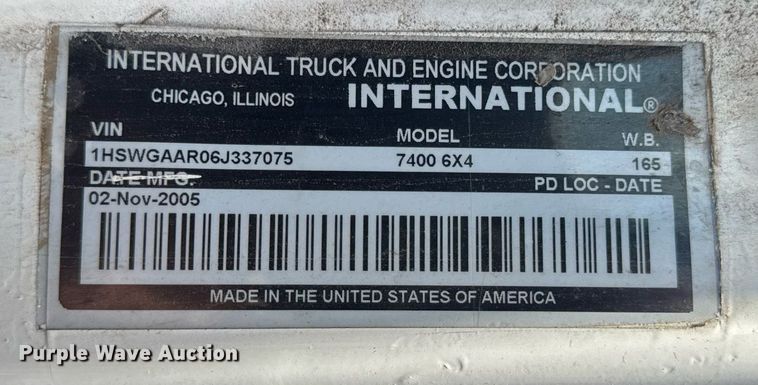 INTERNATIONAL TRUCK AND ENGINE CORPORATION
CHICAGO, ILLINOIS INTERNATIONAL®
VIN MODEL W.B.
1HSWGAAR06J337075 7400 6X4 165
DATE MFG. PD LOC - DATE
02-Nov-2005
MADE IN THE UNITED STATES OF AMERICA
Purple Wave Auction